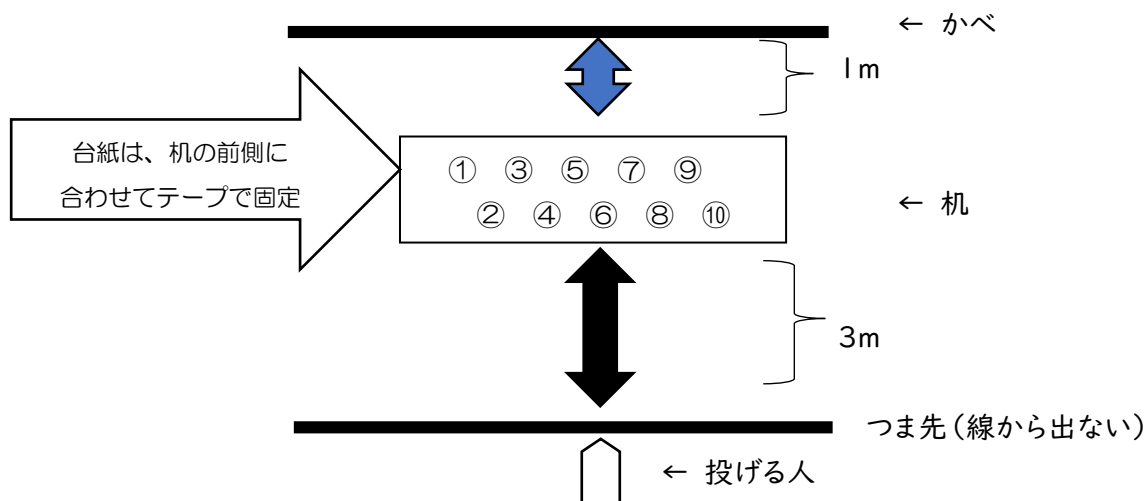 ← かべ
1m
台紙は、机の前側に
合わせてテープで固定
① ③ ⑤ ⑦ ⑨
② ④ ⑥ ⑧ ⑩
← 机
3m
つま先(線から出ない)
← 投げる人